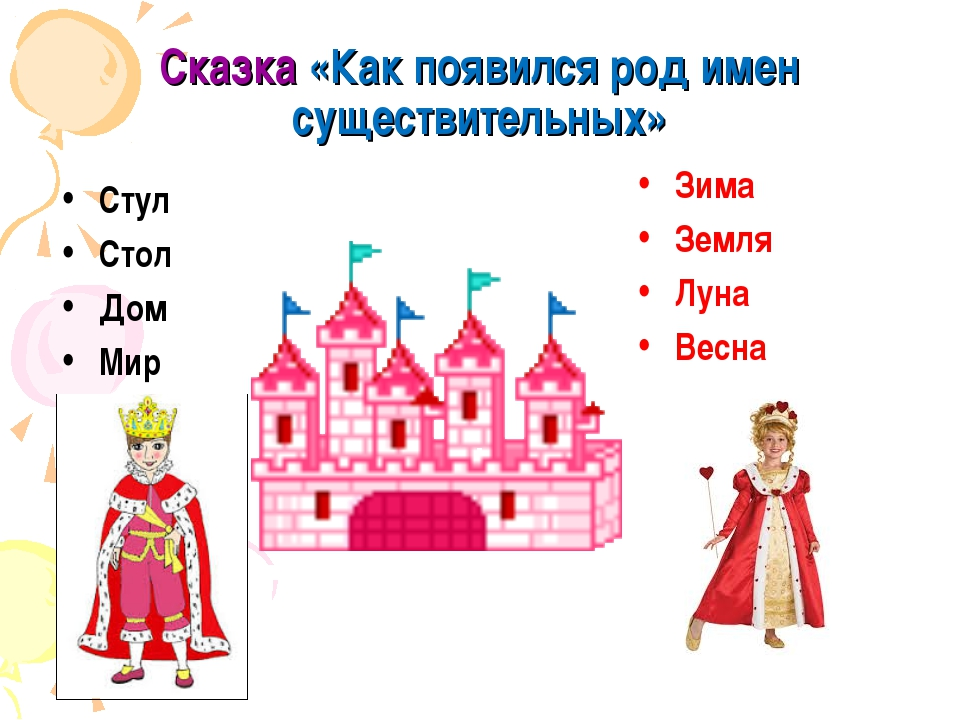 Сказка «Как появился род имен
существительных»
• Стул
• Стол
• Дом
• Мир
• Зима
• Земля
• Луна
• Весна